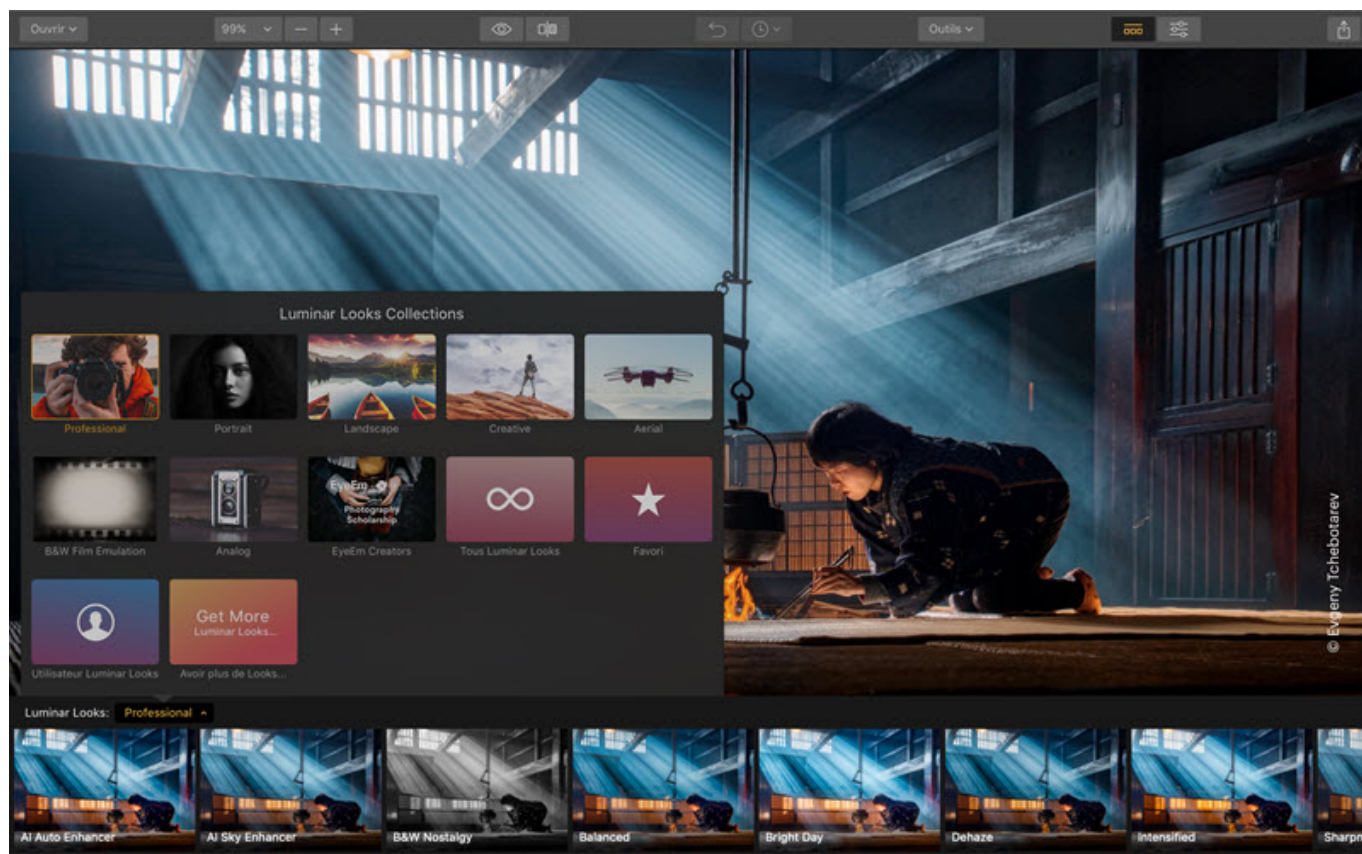 Ouvrir
99%
Outils
Luminar Looks Collections
Professional
Portrait
Landscape
Creative
Aerial
EyeEm
Photography
Scholarship
B&W Film Emulation
Analog
EyeEm Creators
Tous Luminar Looks
Favori
Get More
Luminar Looks...
Utilisateur Luminar Looks
Avoir plus de Looks...
© Evgeny Tchebotarev
Luminar Looks: Professional
AI Auto Enhancer
AI Sky Enhancer
B&W Nostalgy
Balanced
Bright Day
Dehaze
Intensified